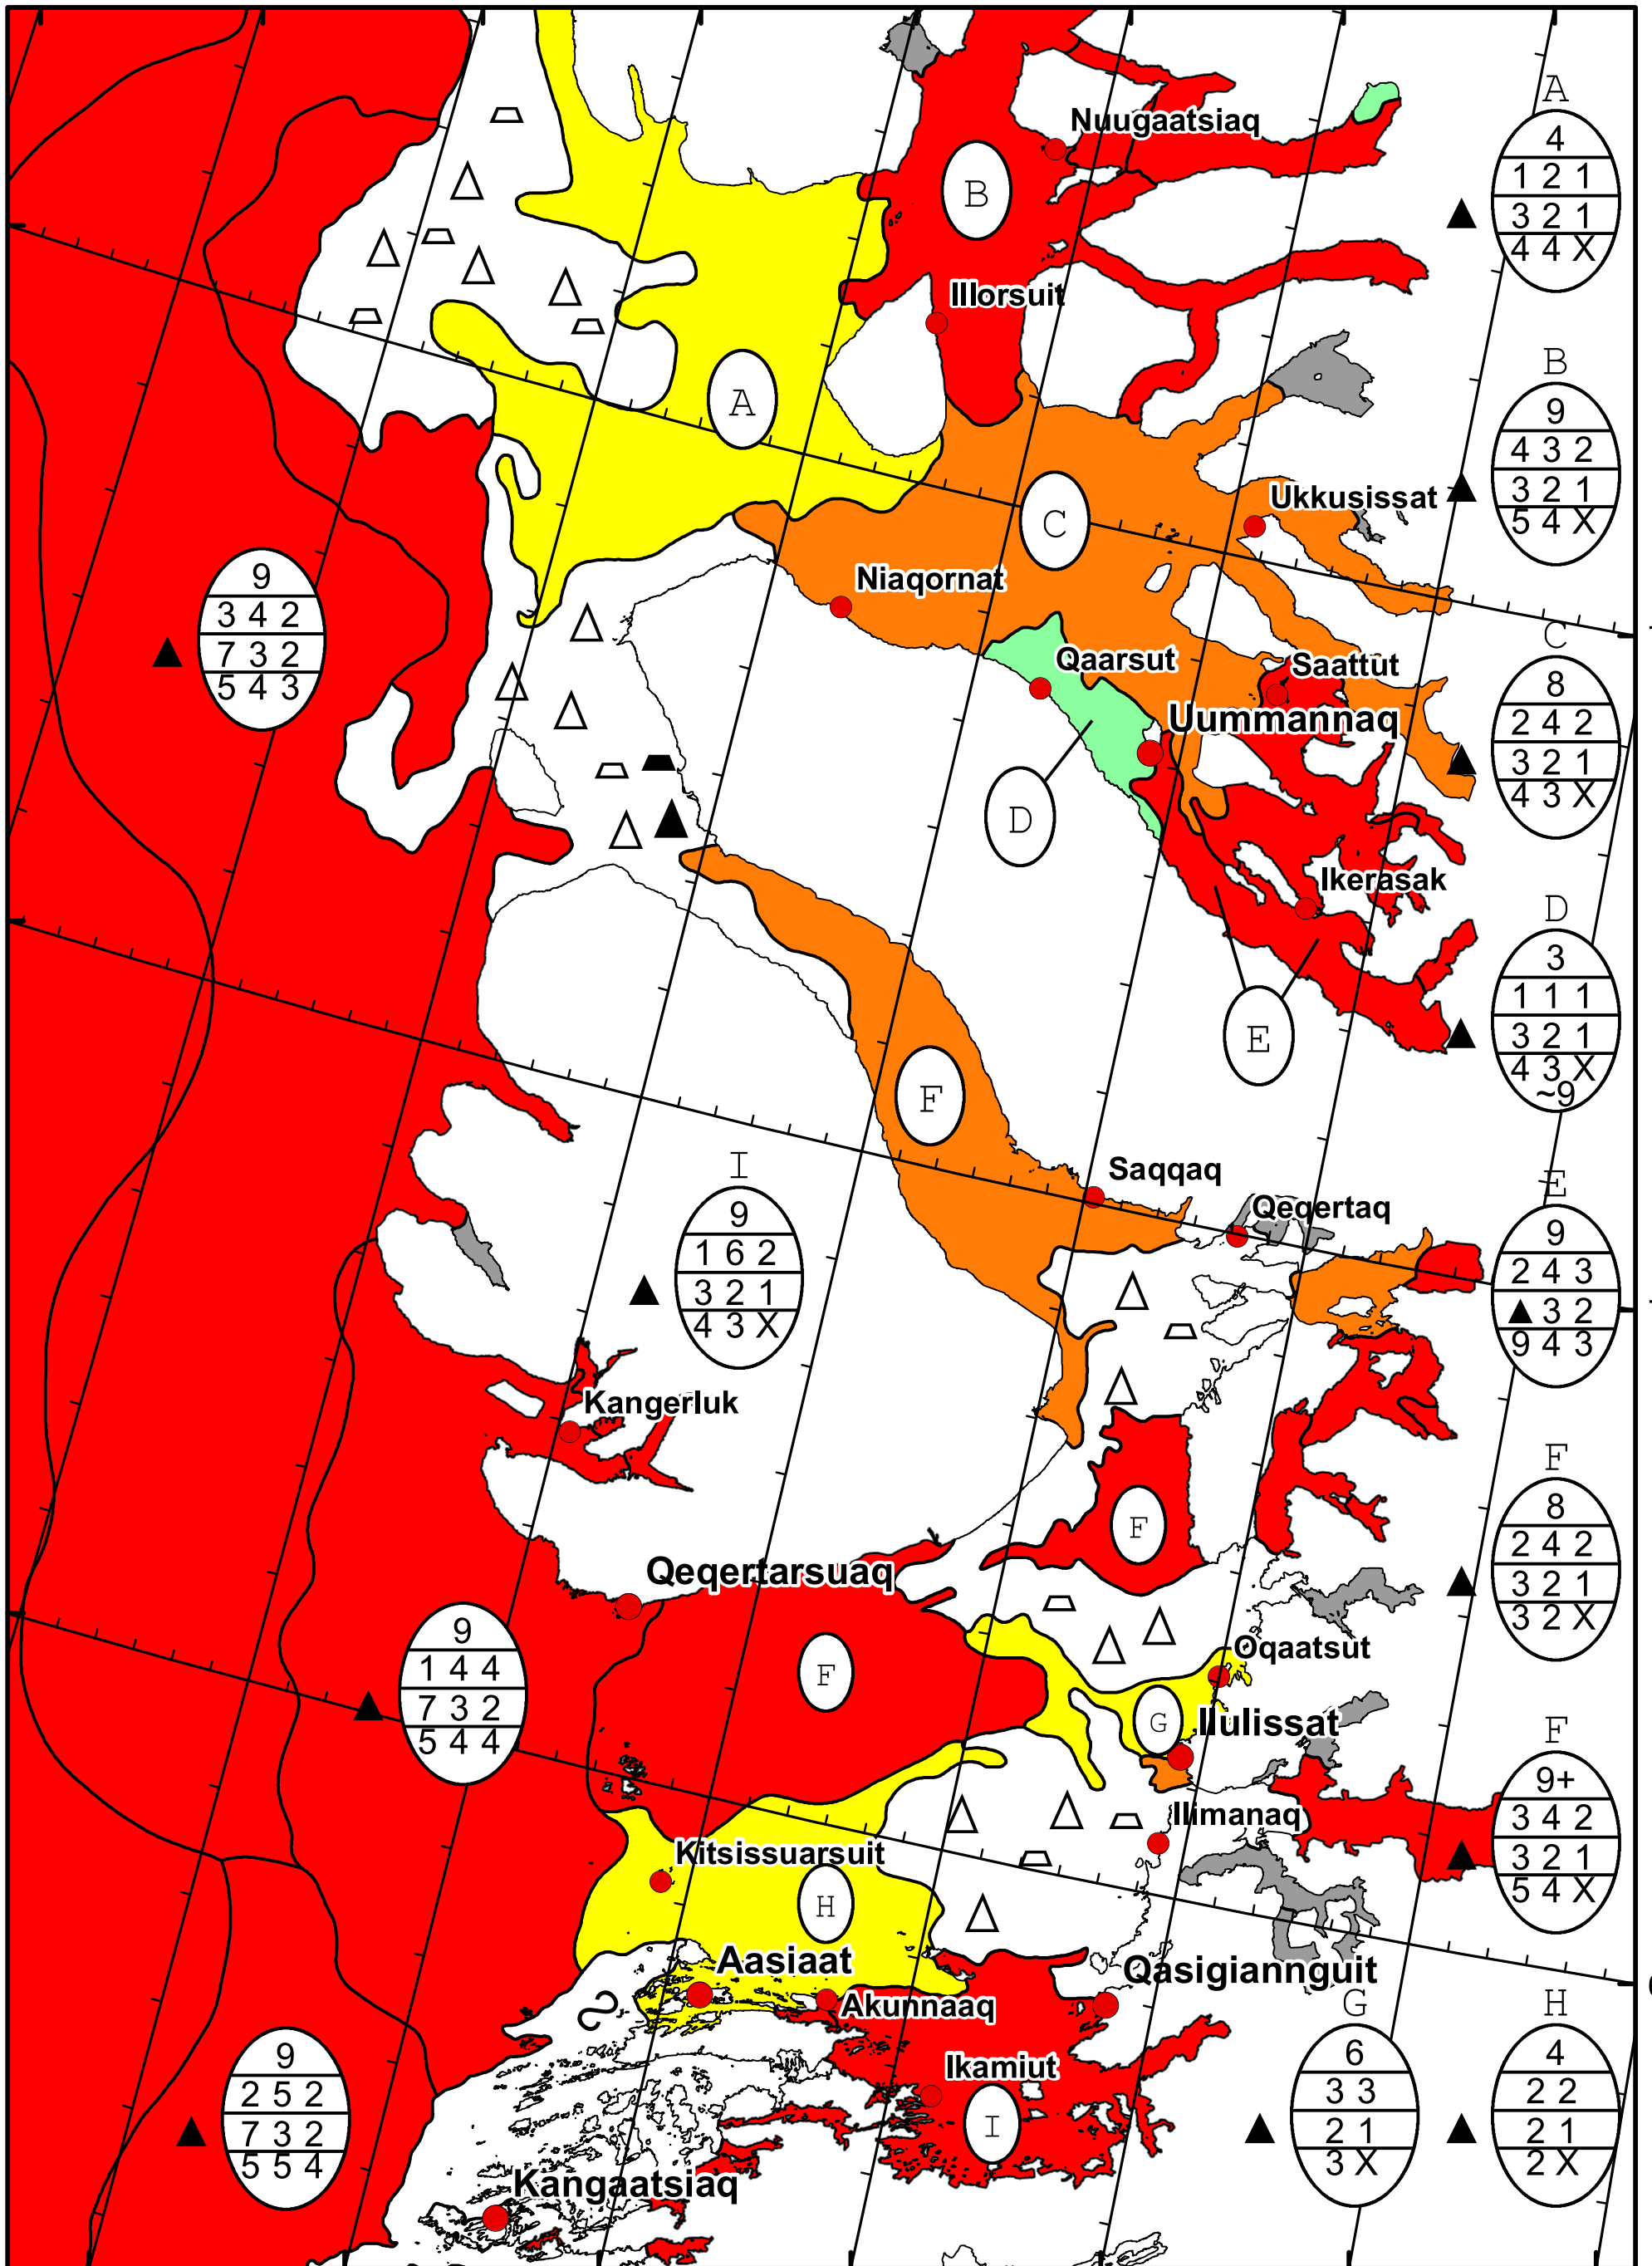 Nuugaatsiaq
A
4
1 2 1
3 2 1
4 4 X
B
Illorsuit
A
B
9
4 3 2
3 2 1
5 4 X
Ukkusissat
C
9
3 4 2
7 3 2
5 4 3
Niaqornat
Qaarsut
Saattut
Uummannaq
C
8
2 4 2
3 2 1
4 3 X
D
Ikerasak
D
3
1 1 1
3 2 1
4 3 X
~9
E
F
Saqqaq
Qeqertaq
I
9
1 6 2
3 2 1
4 3 X
E
9
2 4 3
3 2
9 4 3
Kangerluk
F
F
8
2 4 2
3 2 1
3 2 X
Qeqertarsuaq
9
1 4 4
7 3 2
5 4 4
F
Oqaatsut
G
Ilulissat
F
9+
3 4 2
3 2 1
5 4 X
Ilimanaq
Kitsissuarsuit
H
Aasiaat
Akunnaaq
Qasigiannguit
Ikamiut
I
9
2 5 2
7 3 2
5 5 4
G
6
3 3
2 1
3 X
H
4
2 2
2 1
2 X
Kangaatsiaq